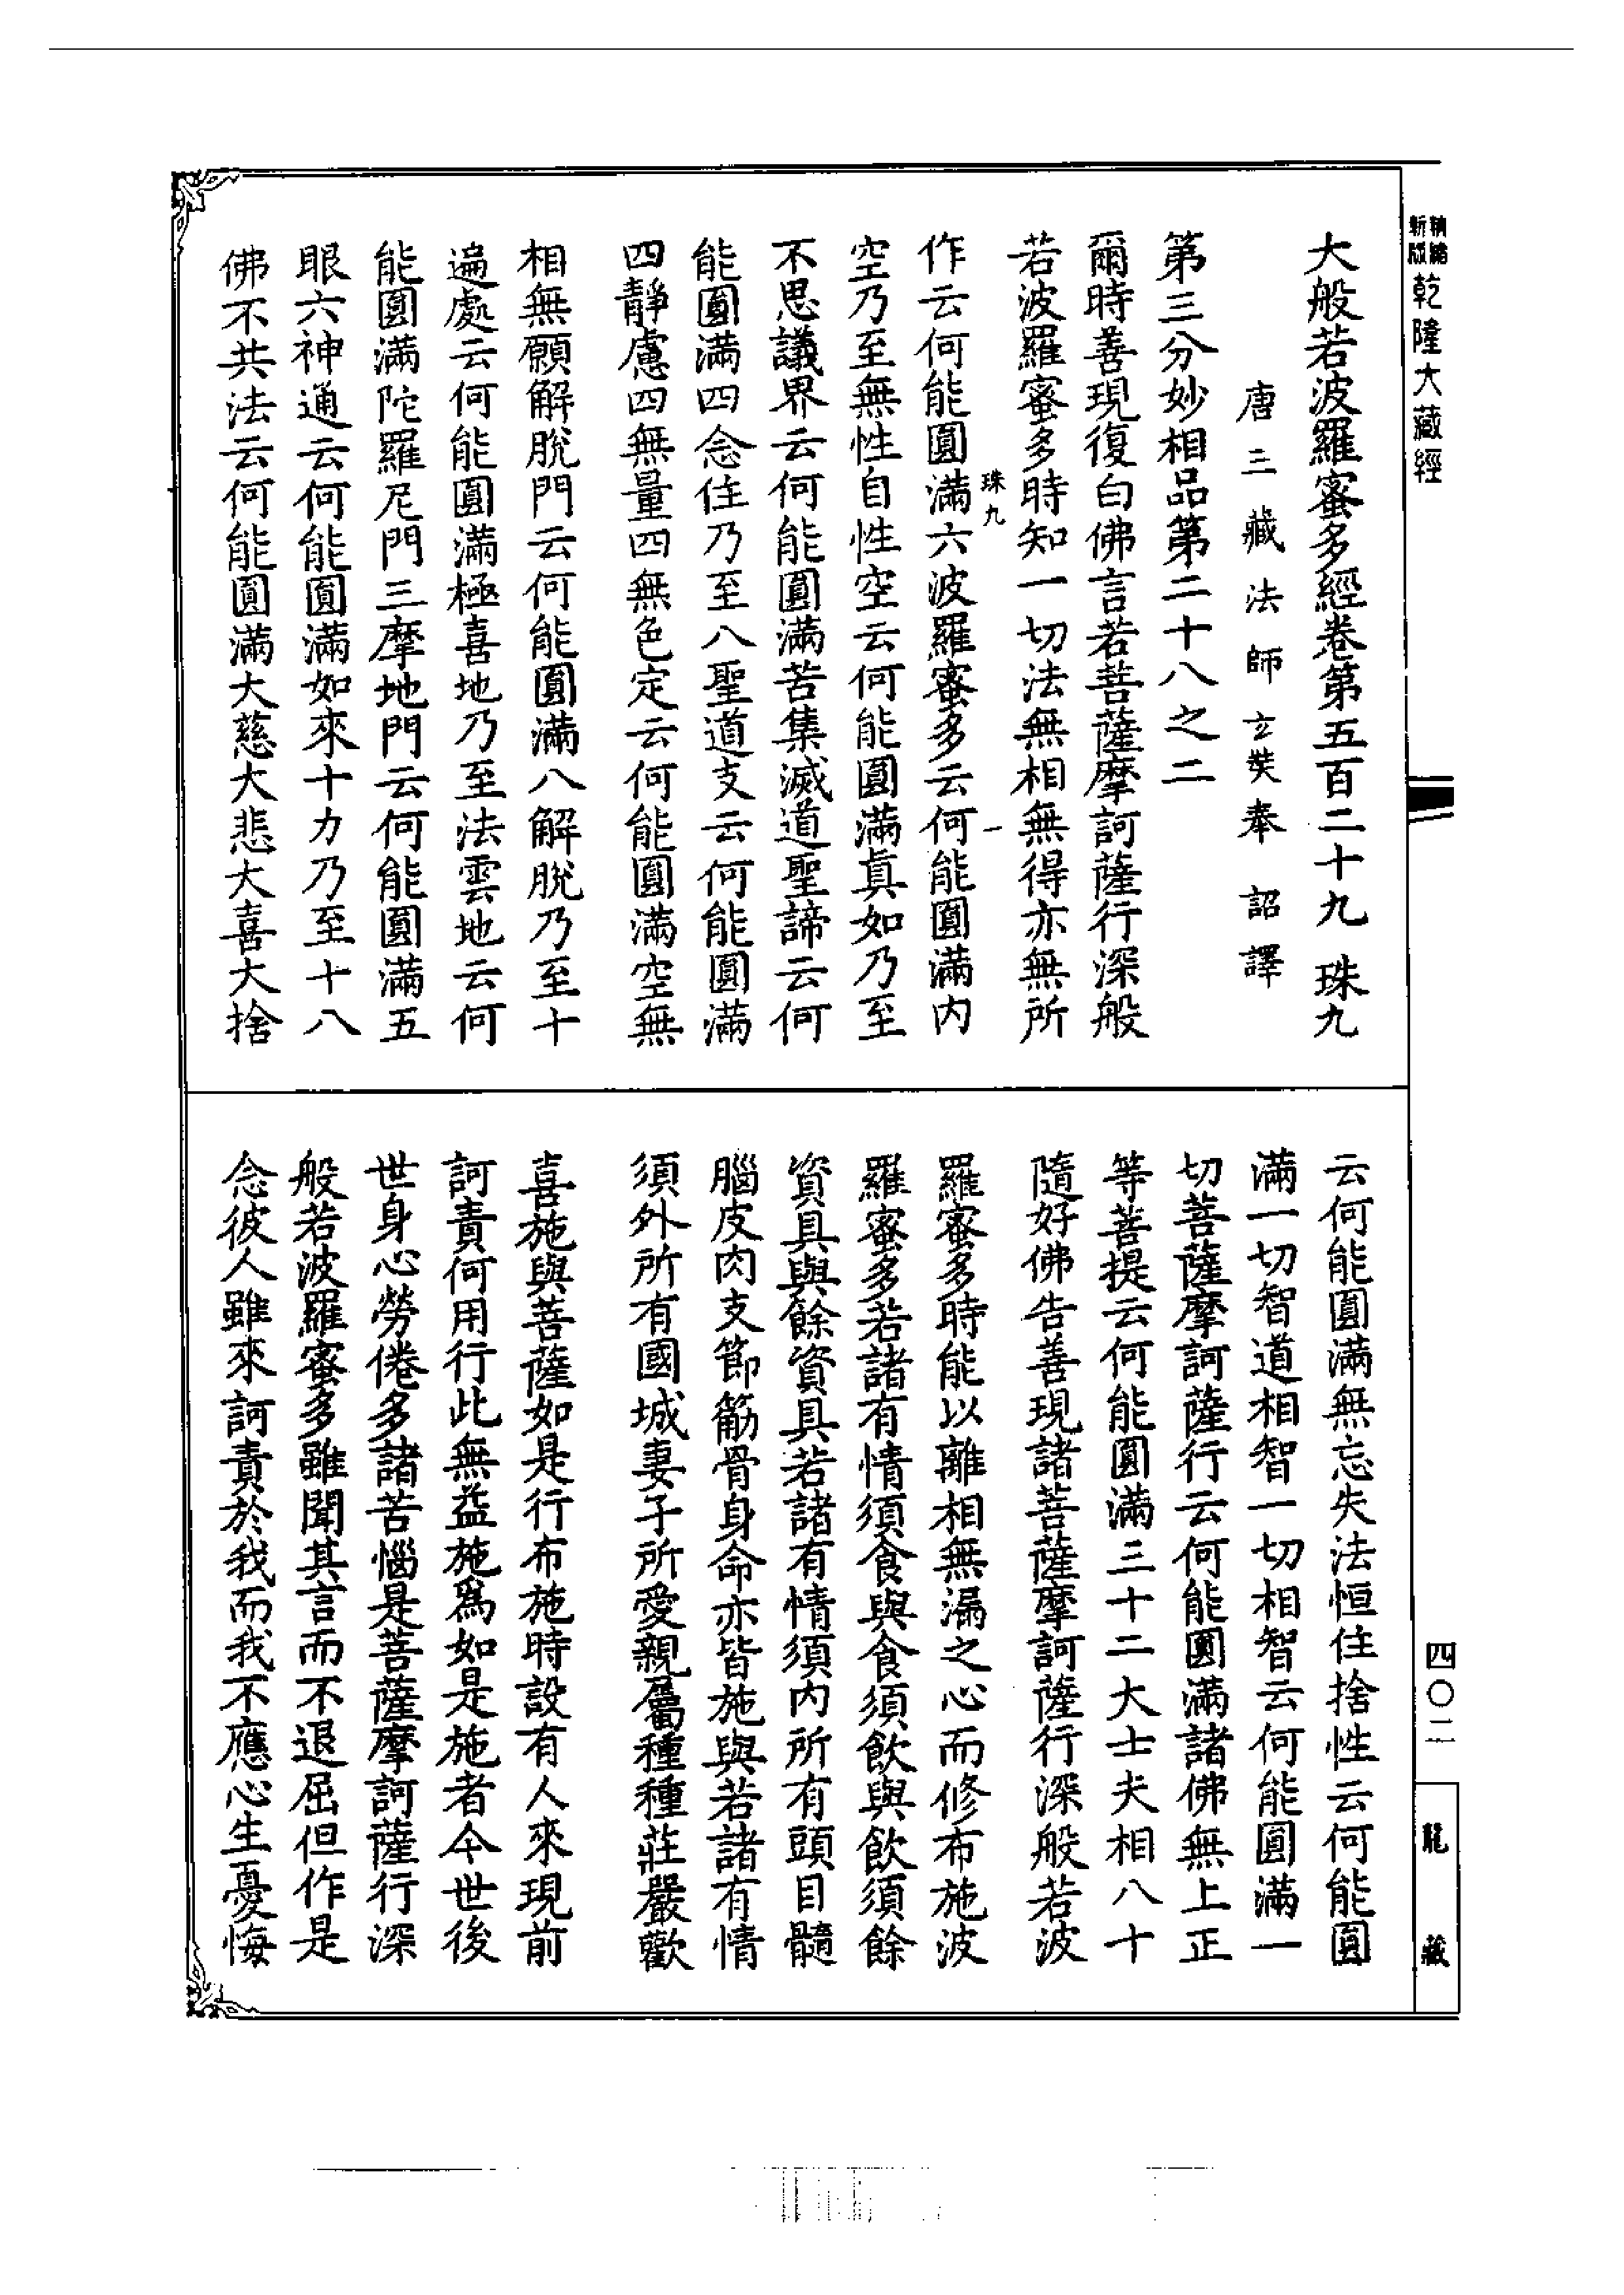 精縮新版乾隆大藏經
大般若波羅蜜多經卷第五百二十九　珠九
唐三藏法師玄奘奉　詔譯
第三分妙相品第二十八之二
爾時善現復白佛言若菩薩摩訶薩行深般
若波羅蜜多時知一切法無相無得亦無所
珠九　一
作云何能圓滿六波羅蜜多云何能圓滿內
空乃至無性自性空云何能圓滿真如乃至
不思議界云何能圓滿苦集滅道聖諦云何
能圓滿四念住乃至八聖道支云何能圓滿
四靜慮四無量四無色定云何能圓滿空無
相無願解脫門云何能圓滿八解脫乃至十
遍處云何能圓滿極喜地乃至法雲地云何
能圓滿陀羅尼門三摩地門云何能圓滿五
眼六神通云何能圓滿如來十力乃至十八
佛不共法云何能圓滿大慈大悲大喜大捨
云何能圓滿無忘失法恒住捨性云何能圓
滿一切智道相智一切相智云何能圓滿一
切菩薩摩訶薩行云何能圓滿諸佛無上正
等菩提云何能圓滿三十二大士夫相八十
隨好佛告善現諸菩薩摩訶薩行深般若波
羅蜜多時能以離相無漏之心而修布施波
羅蜜多若諸有情須食與食須飲與飲須餘
資具與餘資具若諸有情須內所有頭目髓
腦皮肉支節筋骨身命亦皆施與若諸有情
須外所有國城妻子所愛親屬種種莊嚴歡
喜施與菩薩如是行布施時設有人來現前
訶責何用行此無益施為如是施者今世後
世身心勞倦多諸苦惱是菩薩摩訶薩行深
般若波羅蜜多雖聞其言而不退屈但作是
念彼人雖來訶責於我而我不應心生憂悔
四〇二
龍藏